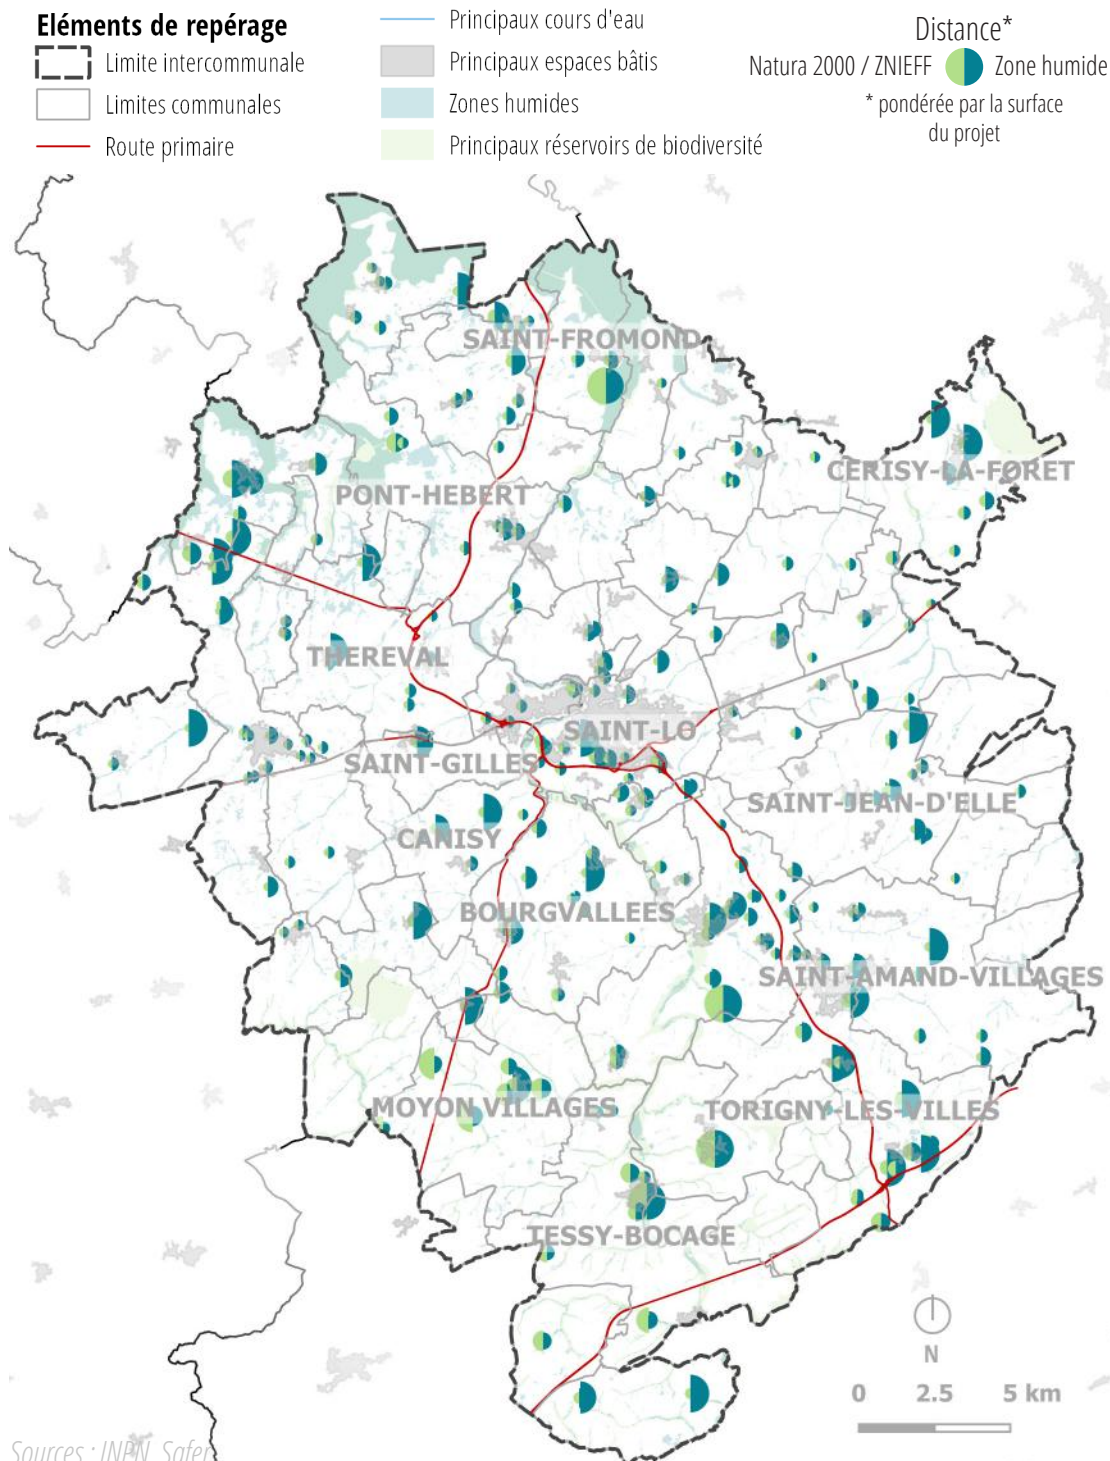 Eléments de repérage
Limite intercommunale
Limites communales
Route primaire
Principaux cours d'eau
Principaux espaces bâtis
Zones humides
Principaux réservoirs de biodiversité
Distance*
Natura 2000 / ZNIEFF
Zone humide
* pondérée par la surface
du projet
SAINT-FROMOND
CERISY-LA-FORET
PONT-HEBERT
THEREVAL
SAINT-LO
SAINT-GILLES
SAINT-JEAN-D'ELLE
CANISY
BOURGVALLEES
SAINT-AMAND-VILLAGES
MOYON VILLAGES
TORIGNY-LES-VILLES
TESSY-BOCAGE
N
0 2.5 5 km
Sources : INPN, Safer